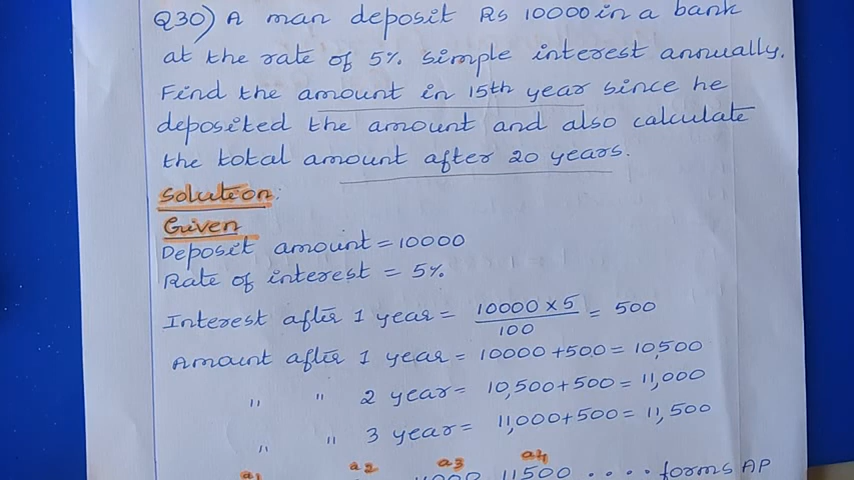 Q30) A man deposit Rs 10000 in a bank
at the rate of 5%. simple interest annually.
Find the amount in 15th year since he
deposited the amount and also calculate
the total amount after 20 years.
Solution:
Given
Deposit amount = 10000
Rate of interest = 5%
Interest after 1 year = 10000 × 5 / 100 = 500
Amount after 1 year = 10000 + 500 = 10,500
" " 2 year = 10,500 + 500 = 11,000
" " 3 year = 11,000 + 500 = 11,500
a1 a2 a3 a4
11500 .... forms AP